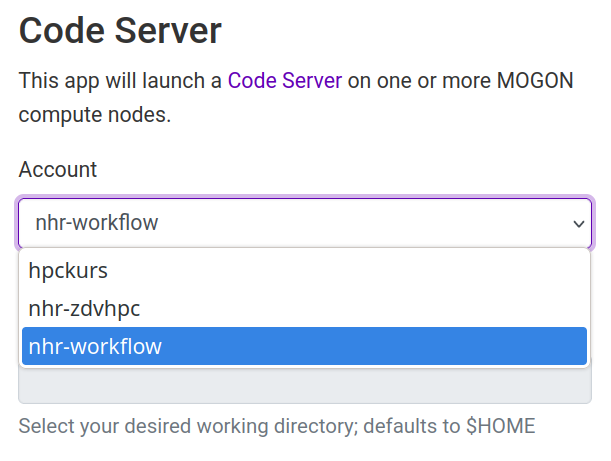 Code Server
This app will launch a Code Server on one or more MOGON
compute nodes.
Account
nhr-workflow
hpckurs
nhr-zdvhpc
nhr-workflow
Select your desired working directory; defaults to $HOME